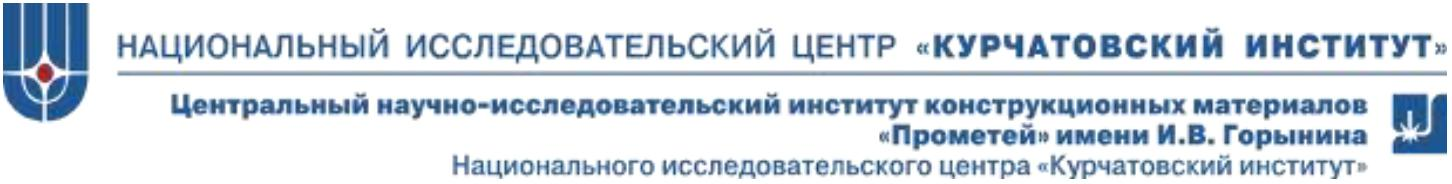 НАЦИОНАЛЬНЫЙ ИССЛЕДОВАТЕЛЬСКИЙ ЦЕНТР «КУРЧАТОВСКИЙ ИНСТИТУТ»
Центральный научно-исследовательский институт конструкционных материалов
«Прометей» имени И.В. Горынина
Национального исследовательского центра «Курчатовский институт»